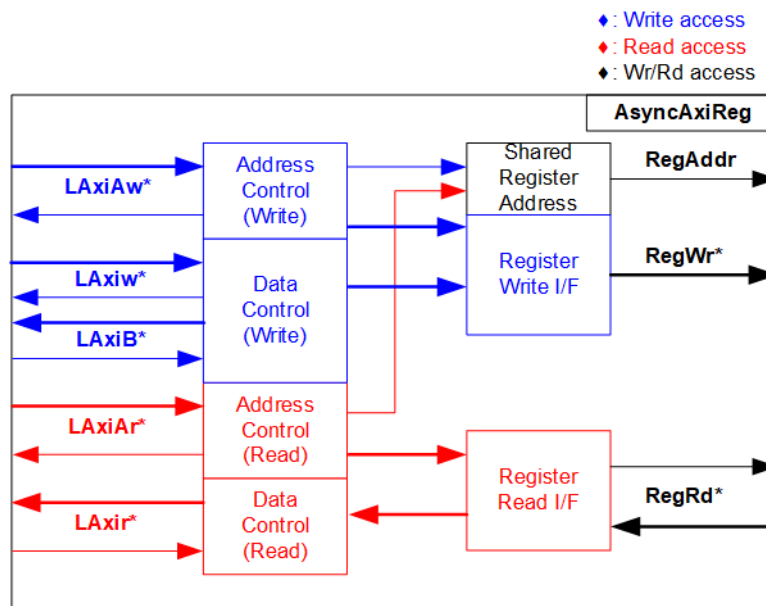 ♦: Write access
♦: Read access
♦: Wr/Rd access
AsyncAxiReg
LAxiAw*
Address
Control
(Write)
Shared
Register
Address
RegAddr
LAxiw*
LAxiB*
Data
Control
(Write)
Register
Write I/F
RegWr*
LAxiAr*
Address
Control
(Read)
LAxir*
Data
Control
(Read)
Register
Read I/F
RegRd*